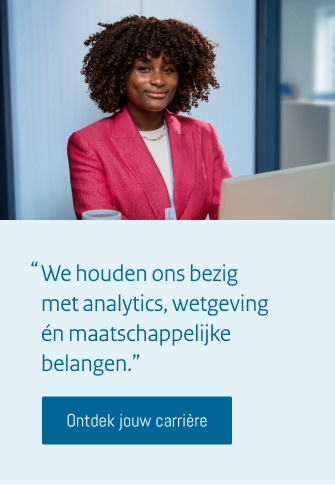 “We houden ons bezig
met analytics, wetgeving
én maatschappelijke
belangen.”
Ontdek jouw carrière